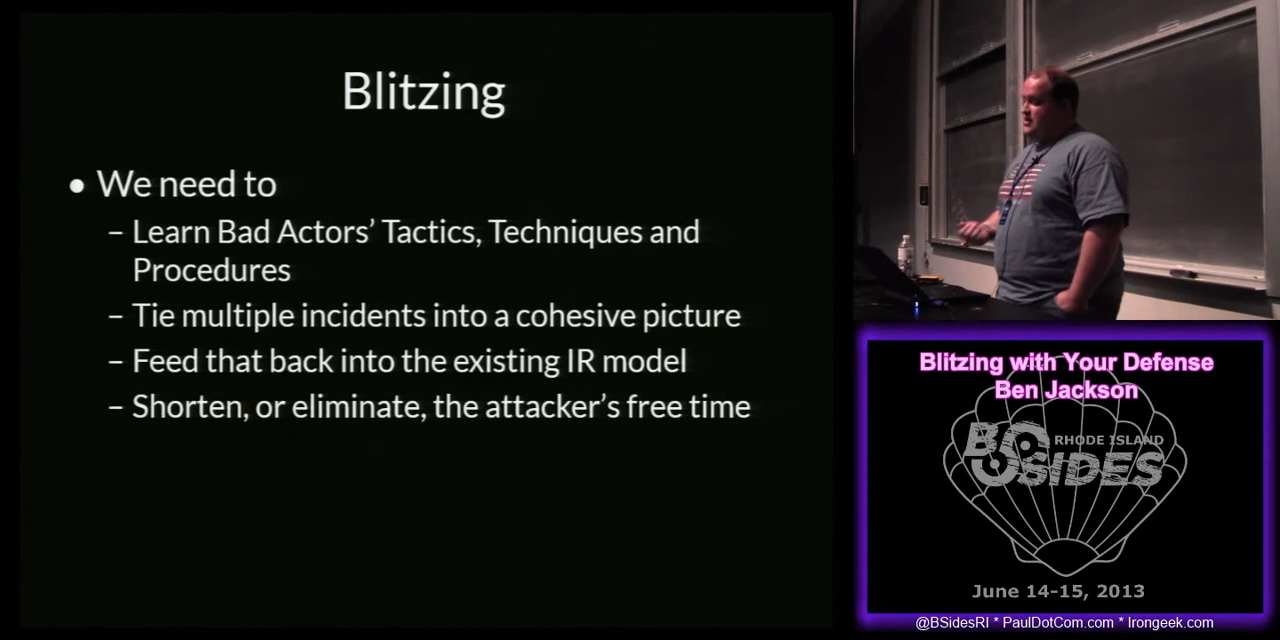 Blitzing
• We need to
– Learn Bad Actors’ Tactics, Techniques and
Procedures
– Tie multiple incidents into a cohesive picture
– Feed that back into the existing IR model
– Shorten, or eliminate, the attacker’s free time
Blitzing with Your Defense
Ben Jackson
BSIDES
RHODE ISLAND
June 14-15, 2013
@BSidesRI * PaulDotCom.com * Irongeek.com